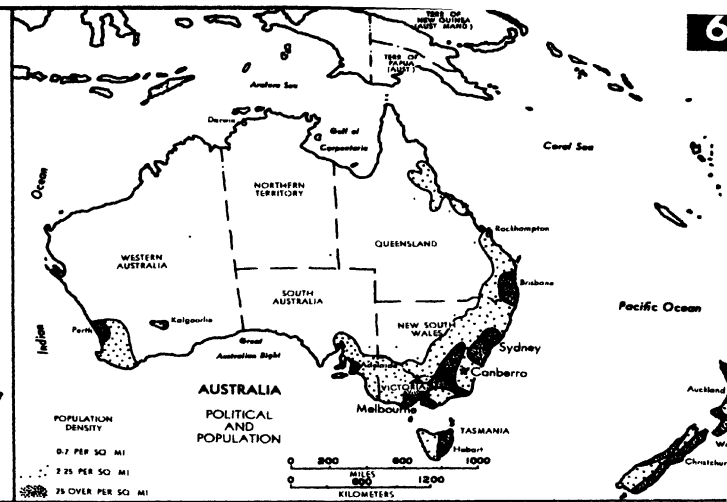 TERR OF
NEW GUINEA
(AUST MAND)
6
TERR OF
PAPUA
(AUST)
Arafura Sea
Darwin
Gulf of
Carpentaria
Coral Sea
Ocean
NORTHERN
TERRITORY
Rockhampton
QUEENSLAND
WESTERN
AUSTRALIA
Brisbane
SOUTH
AUSTRALIA
Pacific Ocean
Kalgoorlie
Perth
NEW SOUTH
WALES
Indian
Great
Australian Bight
Sydney
Adelaide
Canberra
AUSTRALIA
VICTORIA
Auckland
Melbourne
POLITICAL
AND
POPULATION
POPULATION
DENSITY
TASMANIA
Hobart
W
Christchur
0-2 PER SQ MI
2 25 PER SQ MI
25 OVER PER SQ MI
0 200 600 1000
MILES
0 600 1200
KILOMETERS